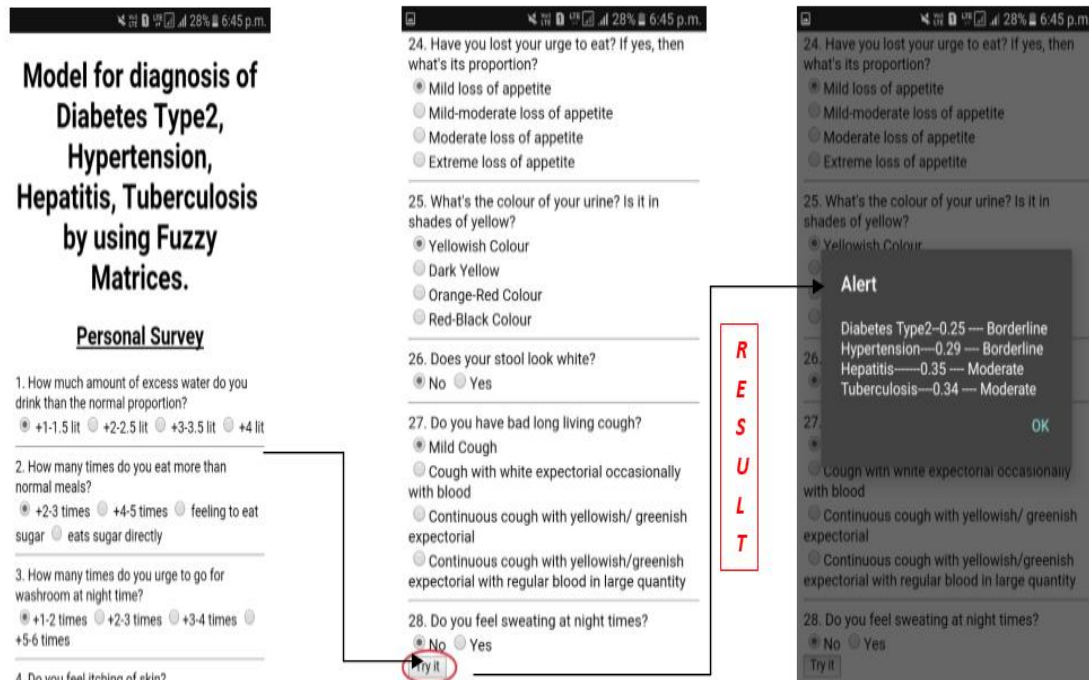 28% 6:45 p.m.
Model for diagnosis of
Diabetes Type2,
Hypertension,
Hepatitis, Tuberculosis
by using Fuzzy
Matrices.
Personal Survey
1. How much amount of excess water do you
drink than the normal proportion?
+1-1.5 lit +2-2.5 lit +3-3.5 lit +4 lit
2. How many times do you eat more than
normal meals?
+2-3 times +4-5 times feeling to eat
sugar eats sugar directly
3. How many times do you urge to go for
washroom at night time?
+1-2 times +2-3 times +3-4 times
+5-6 times
4. Do you feel itching of skin?
28% 6:45 p.m.
24. Have you lost your urge to eat? If yes, then
what's its proportion?
Mild loss of appetite
Mild-moderate loss of appetite
Moderate loss of appetite
Extreme loss of appetite
25. What's the colour of your urine? Is it in
shades of yellow?
Yellowish Colour
Dark Yellow
Orange-Red Colour
Red-Black Colour
26. Does your stool look white?
No Yes
27. Do you have bad long living cough?
Mild Cough
Cough with white expectorial occasionally
with blood
Continuous cough with yellowish/ greenish
expectorial
Continuous cough with yellowish/greenish
expectorial with regular blood in large quantity
28. Do you feel sweating at night times?
No Yes
Try it
R
E
S
U
L
T
28% 6:45 p.m.
24. Have you lost your urge to eat? If yes, then
what's its proportion?
Mild loss of appetite
Mild-moderate loss of appetite
Moderate loss of appetite
Extreme loss of appetite
25. What's the colour of your urine? Is it in
shades of yellow?
Yellowish Colour
Alert
Diabetes Type2--0.25 ---- Borderline
Hypertension----0.29 ---- Borderline
Hepatitis-------0.35 ---- Moderate
Tuberculosis----0.34 ---- Moderate
OK
26.
27.
Cough with white expectorial occasionally
with blood
Continuous cough with yellowish/ greenish
expectorial
Continuous cough with yellowish/greenish
expectorial with regular blood in large quantity
28. Do you feel sweating at night times?
No Yes
Try it